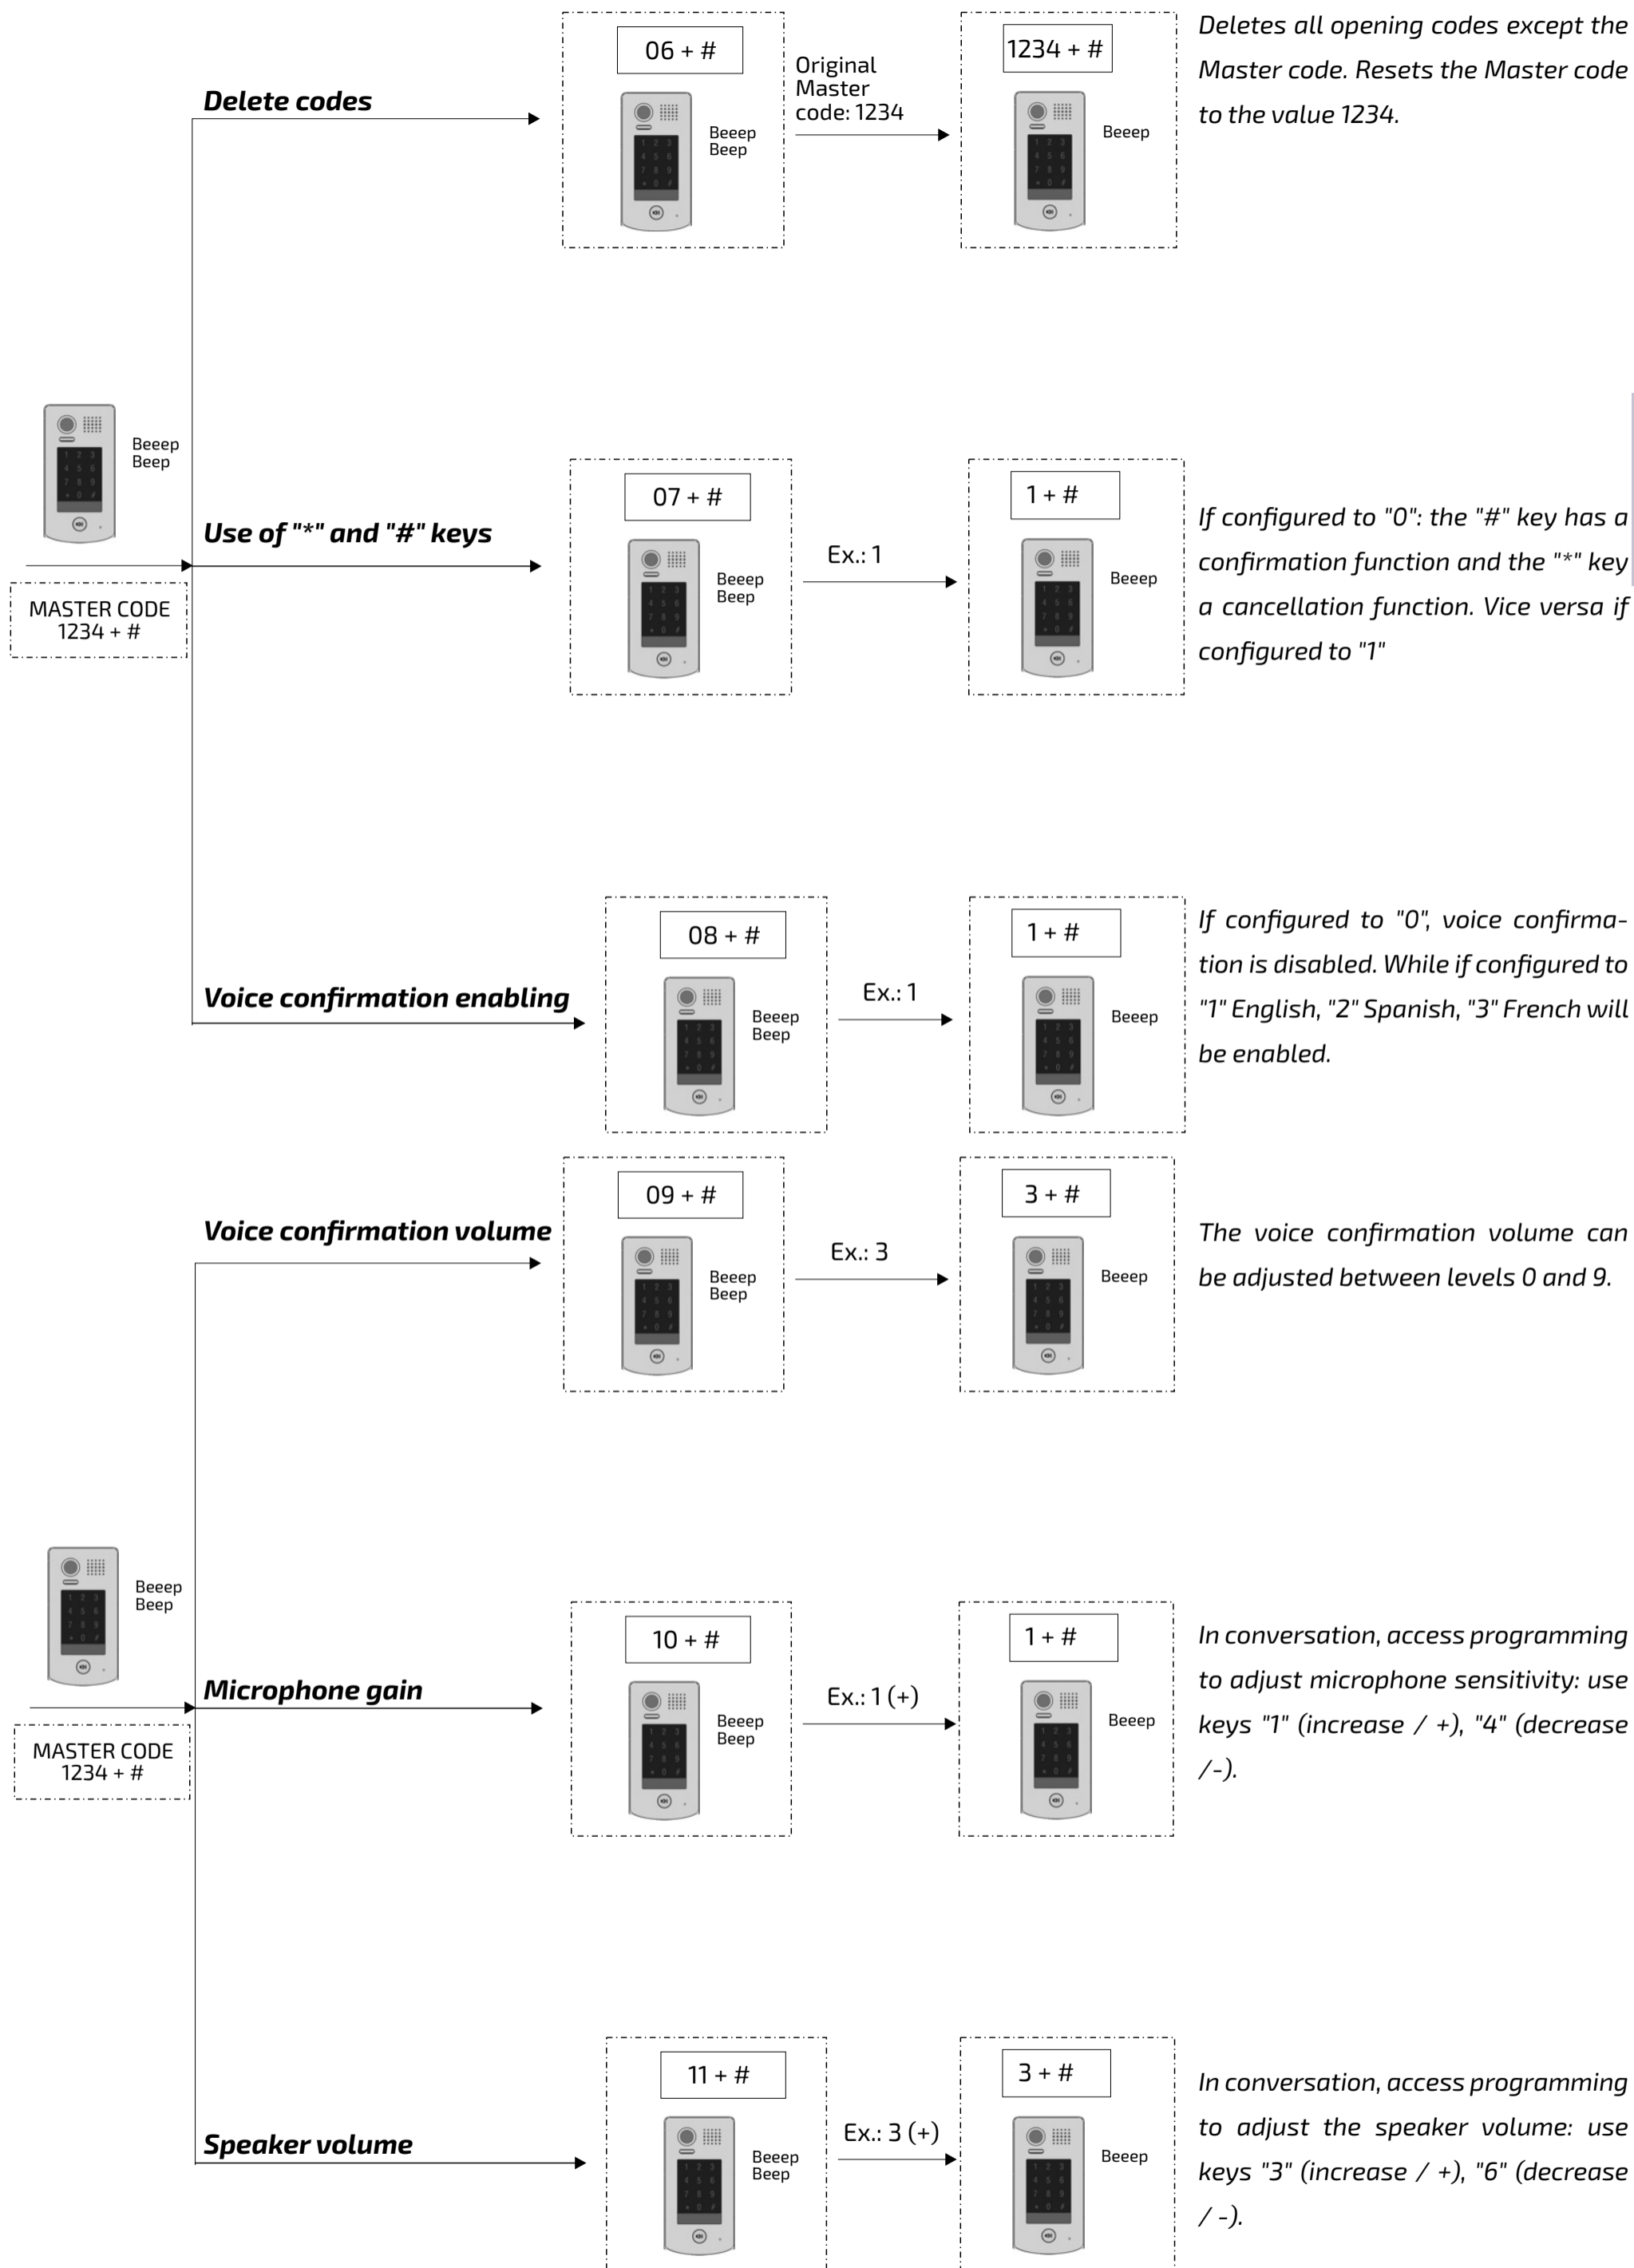 Delete codes
06 + #
Beeep
Beep
Original
Master
code: 1234
1234 + #
Beeep
Deletes all opening codes except the
Master code. Resets the Master code
to the value 1234.
Beeep
Beep
MASTER CODE
1234 + #
Use of "*" and "#" keys
07 + #
Beeep
Beep
Ex.: 1
1 + #
Beeep
If configured to "0": the "#" key has a
confirmation function and the "*" key
a cancellation function. Vice versa if
configured to "1"
Voice confirmation enabling
08 + #
Beeep
Beep
Ex.: 1
1 + #
Beeep
If configured to "0", voice confirma-
tion is disabled. While if configured to
"1" English, "2" Spanish, "3" French will
be enabled.
Voice confirmation volume
09 + #
Beeep
Beep
Ex.: 3
3 + #
Beeep
The voice confirmation volume can
be adjusted between levels 0 and 9.
Beeep
Beep
MASTER CODE
1234 + #
Microphone gain
10 + #
Beeep
Beep
Ex.: 1 (+)
1 + #
Beeep
In conversation, access programming
to adjust microphone sensitivity: use
keys "1" (increase / +), "4" (decrease
/-).
Speaker volume
11 + #
Beeep
Beep
Ex.: 3 (+)
3 + #
Beeep
In conversation, access programming
to adjust the speaker volume: use
keys "3" (increase / +), "6" (decrease
/ -).